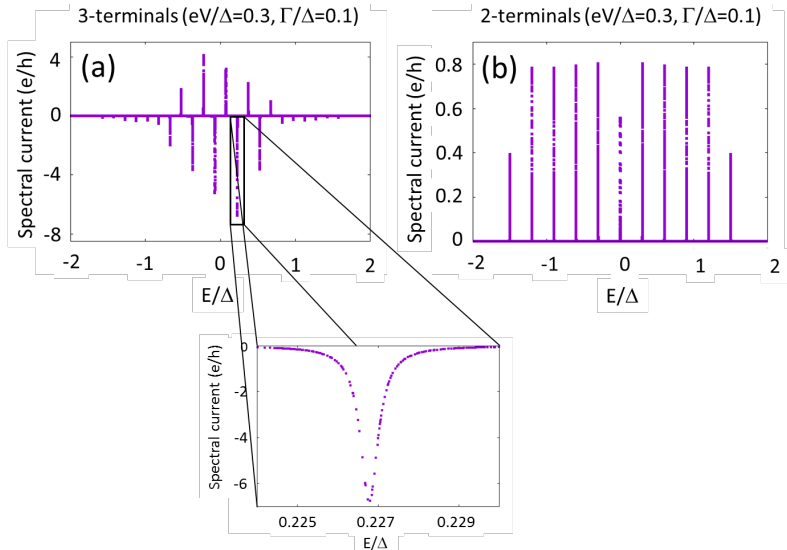 3-terminals (eV/Δ=0.3, Γ/Δ=0.1)
(a)
Spectral current (e/h)
4
0
-4
-8
-2
-1
0
1
2
E/Δ
2-terminals (eV/Δ=0.3, Γ/Δ=0.1)
(b)
Spectral current (e/h)
0.8
0.6
0.4
0.2
0
-2
-1
0
1
2
E/Δ
Spectral current (e/h)
0
-2
-4
-6
0.225
0.227
0.229
E/Δ